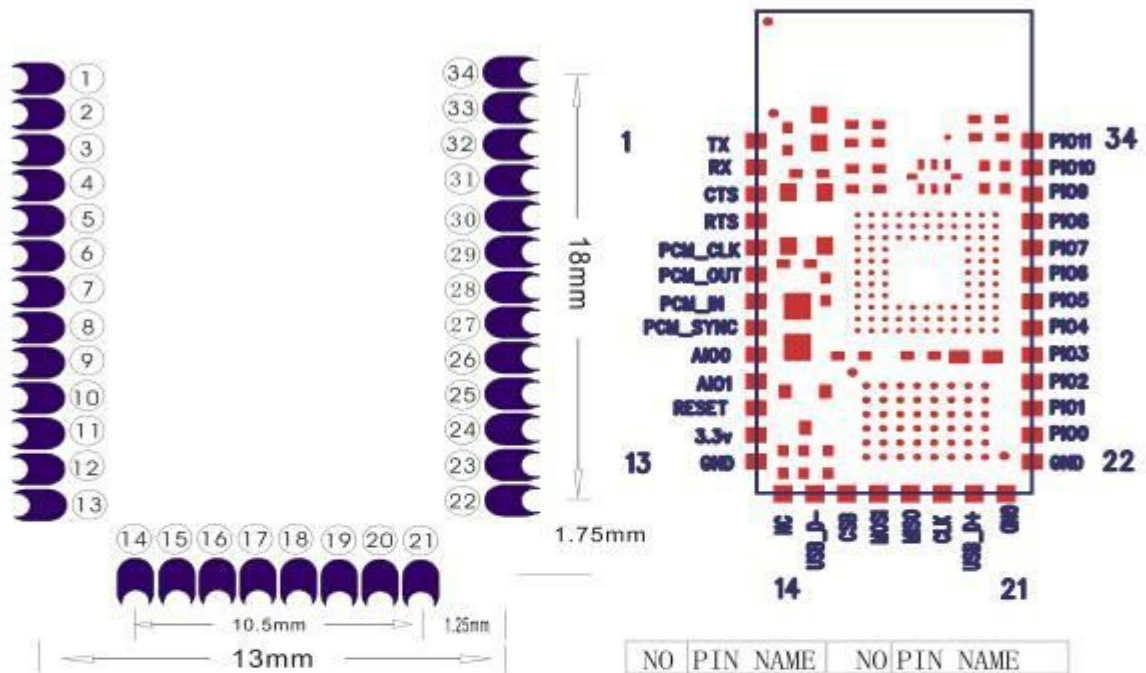 1
2
3
4
5
6
7
8
9
10
11
12
13
14 15 16 17 18 19 20 21
34
33
32
31
30
29
28
27
26
25
24
23
22
18mm
1.75mm
10.5mm
1.25mm
13mm
1
13
TX
RX
CTS
RTS
PCM_CLK
PCM_OUT
PCM_IN
PCM_SYNC
AIO0
AIO1
RESET
3.3v
GND
PIO11 34
PIO10
PIO9
PIO8
PIO7
PIO6
PIO5
PIO4
PIO3
PIO2
PIO1
PIO0
GND 22
NC
USB_D-
CSB
MOSI
MISO
CLK
USB_D+
GND
14
21
NO PIN NAME NO PIN NAME